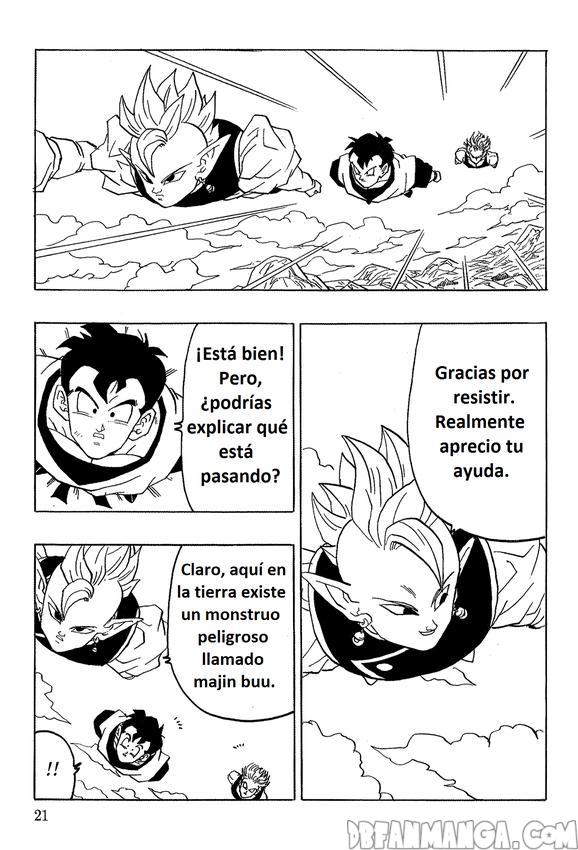 Gracias por
resistir.
Realmente
aprecio tu
ayuda.
¡Está bien!
Pero,
¿podrías
explicar qué
está
pasando?
Claro, aquí en
la tierra existe
un monstruo
peligroso
llamado
majin buu.
!!
21
DBFANMANGA.COM